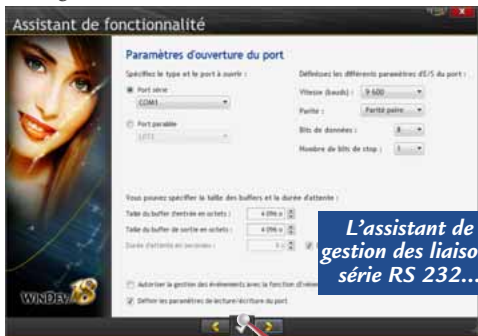 Assistant de fonctionnalité
Paramètres d'ouverture du port
Spécifiez le type et le port à ouvrir :
Port série
COM1
Port parallèle
LPT1
Définissez les différents paramètres d'E/S du port :
Vitesse (bauds) : 9 600
Parité : Parité paire
Bits de données : 8
Nombre de bits de stop : 1
Vous pouvez spécifier la taille des buffers et la durée d'attente :
Taille du buffer d'entrée en octets : 4 096 o
Taille du buffer de sortie en octets : 4 096 o
Durée d'attente en secondes :
Autoriser la gestion des événements avec la fonction
Définir les paramètres de lecture/écriture du port
L'assistant de
gestion des liaiso
série RS 232...
WINDEV 18